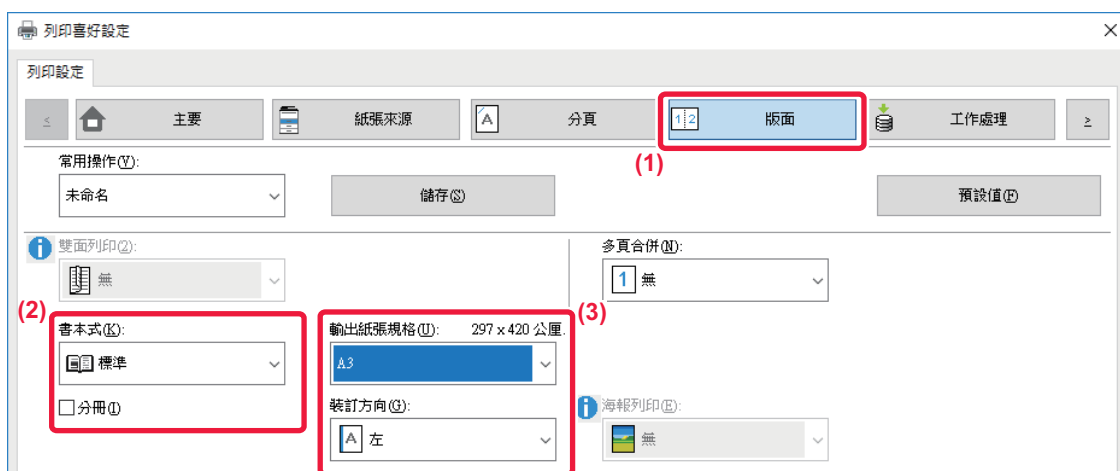 列印喜好設定
列印設定
≤ 主要 紙張來源 A 分頁 1 2 版面 工作處理 ≥
(1)
常用操作(V):
未命名 儲存(S) 預設值(F)
雙面列印(2): 多頁合併(N):
無 1 無
(2) (3)
書本式(K): 輸出紙張規格(U): 297 x 420 公厘.
標準 A3
分冊(I) 裝訂方向(G): 海報列印(E):
A 左 無